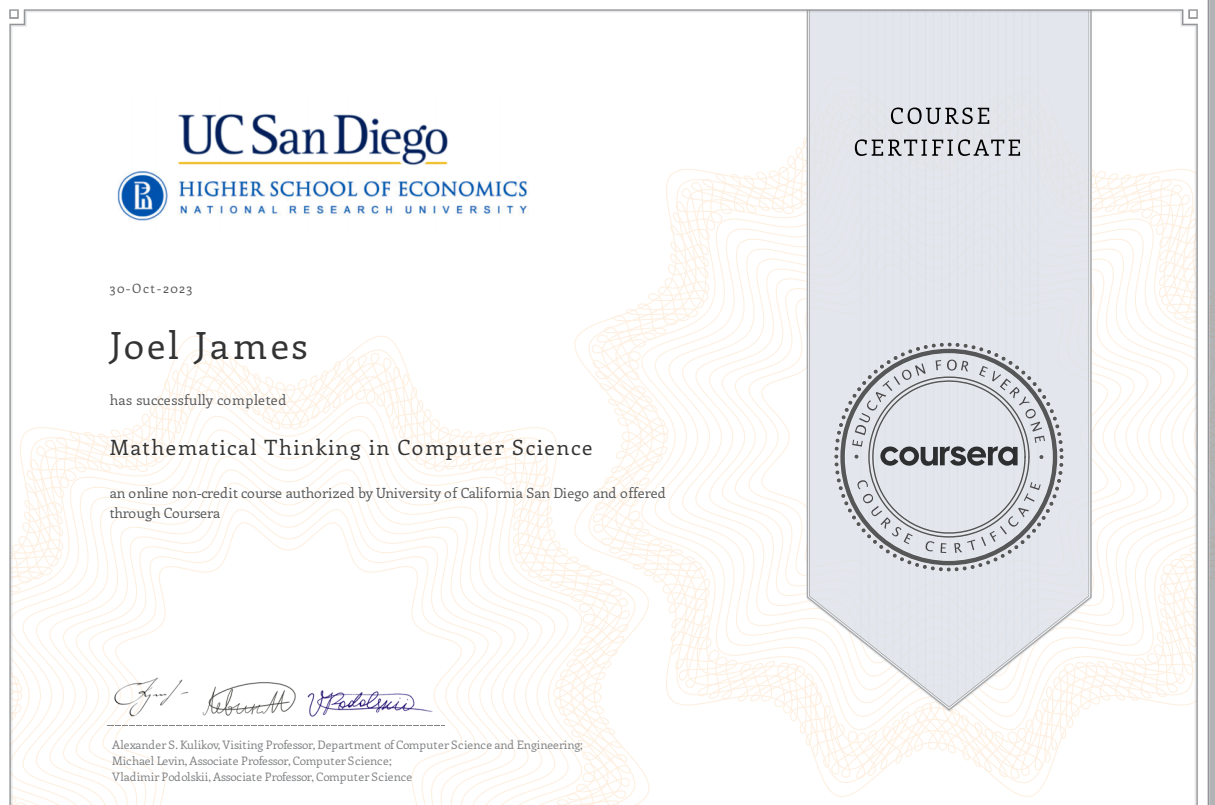 UC San Diego
HIGHER SCHOOL OF ECONOMICS
NATIONAL RESEARCH UNIVERSITY
30-Oct-2023
Joel James
has successfully completed
Mathematical Thinking in Computer Science
an online non-credit course authorized by University of California San Diego and offered
through Coursera
Alexander S. Kulikov, Visiting Professor, Department of Computer Science and Engineering;
Michael Levin, Associate Professor, Computer Science;
Vladimir Podolskii, Associate Professor, Computer Science
COURSE
CERTIFICATE
EDUCATION FOR EVERYONE
coursera
COURSE CERTIFICATE